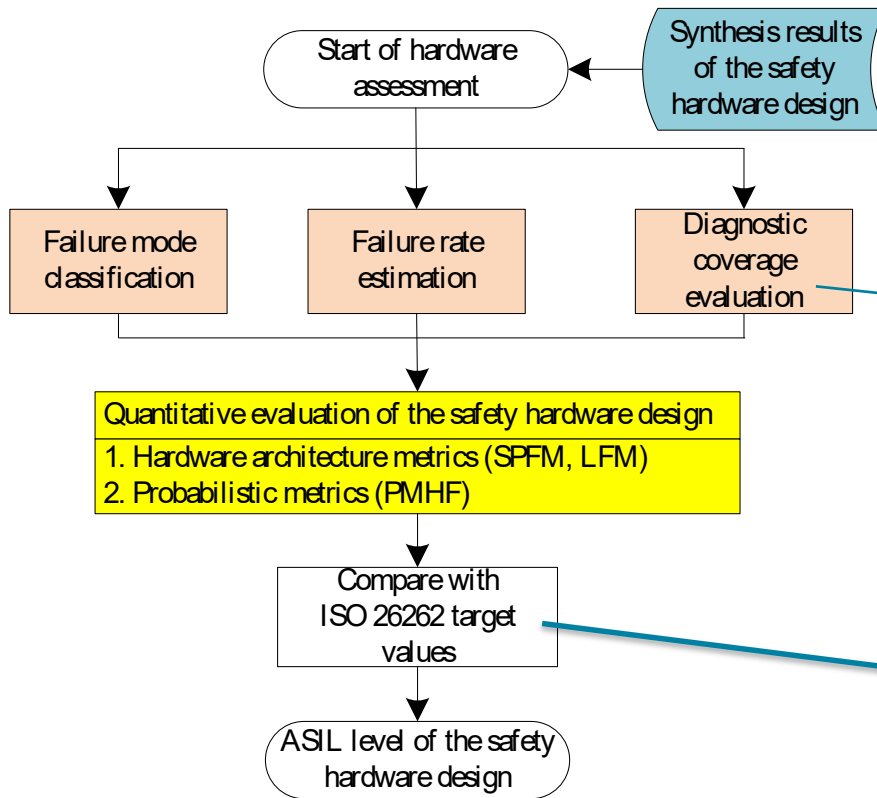 Start of hardware
assessment
Synthesis results
of the safety
hardware design
Failure mode
classification
Failure rate
estimation
Diagnostic
coverage
evaluation
Quantitative evaluation of the safety hardware design
1. Hardware architecture metrics (SPFM, LFM)
2. Probabilistic metrics (PMHF)
Compare with
ISO 26262 target
values
ASIL level of the safety
hardware design